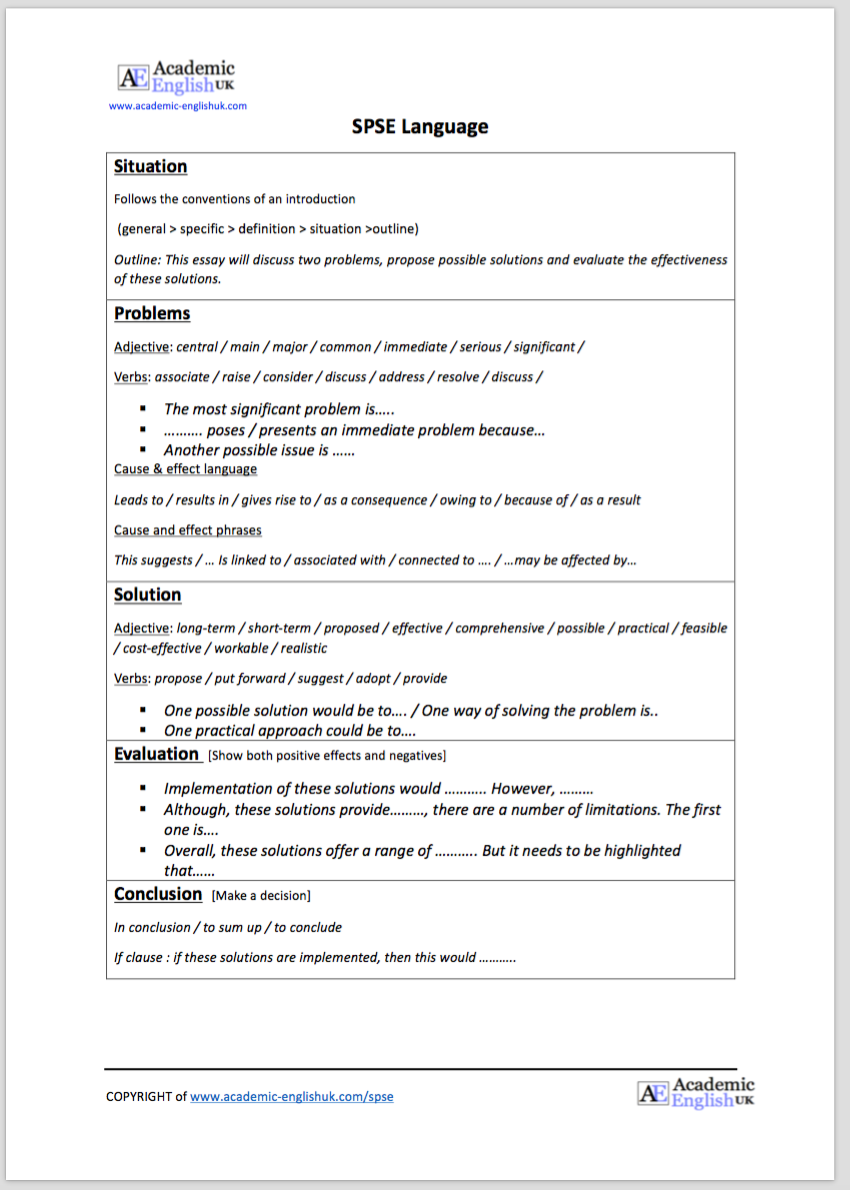 AE Academic
English UK
www.academic-englishuk.com
SPSE Language
Situation
Follows the conventions of an introduction
(general > specific > definition > situation >outline)
Outline: This essay will discuss two problems, propose possible solutions and evaluate the effectiveness
of these solutions.
Problems
Adjective: central / main / major / common / immediate / serious / significant /
Verbs: associate / raise / consider / discuss / address / resolve / discuss /
▪ The most significant problem is.....
▪ .......... poses / presents an immediate problem because...
▪ Another possible issue is ......
Cause & effect language
Leads to / results in / gives rise to / as a consequence / owing to / because of / as a result
Cause and effect phrases
This suggests / ... Is linked to / associated with / connected to .... / ...may be affected by...
Solution
Adjective: long-term / short-term / proposed / effective / comprehensive / possible / practical / feasible
/ cost-effective / workable / realistic
Verbs: propose / put forward / suggest / adopt / provide
▪ One possible solution would be to.... / One way of solving the problem is..
▪ One practical approach could be to....
Evaluation [Show both positive effects and negatives]
▪ Implementation of these solutions would ........... However, .........
▪ Although, these solutions provide........., there are a number of limitations. The first
one is....
▪ Overall, these solutions offer a range of ........... But it needs to be highlighted
that......
Conclusion [Make a decision]
In conclusion / to sum up / to conclude
If clause : if these solutions are implemented, then this would ...........
COPYRIGHT of www.academic-englishuk.com/spse
AE Academic
English UK